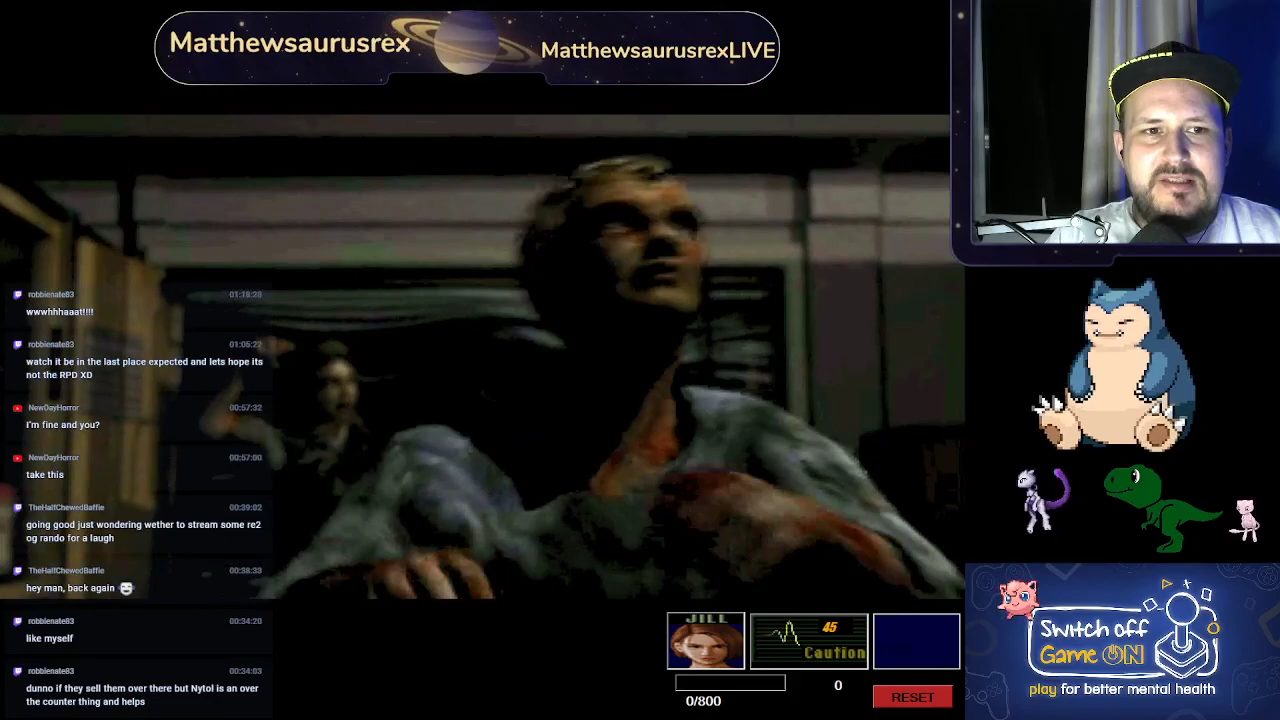 Matthewsaurusrex
MatthewsaurusrexLIVE
robbienate83 01:18:28
wwwhhhaaat!!!!
robbienate83 01:05:23
watch it be in the last place expected and lets hope its
not the RPD XD
NewDayHorror 00:57:32
I'm fine and you?
NewDayHorror 00:57:00
take this
TheHalfChewedBaffie 00:39:02
going good just wondering wether to stream some re2
og rando for a laugh
TheHalfChewedBaffie 00:38:33
hey man, back again
robbienate83 00:34:20
like myself
robbienate83 00:34:03
dunno if they sell them over there but Nytol is an over
the counter thing and helps
JILL
45
Caution
0/800
0
RESET
Switch off
Game ON
play for better mental health